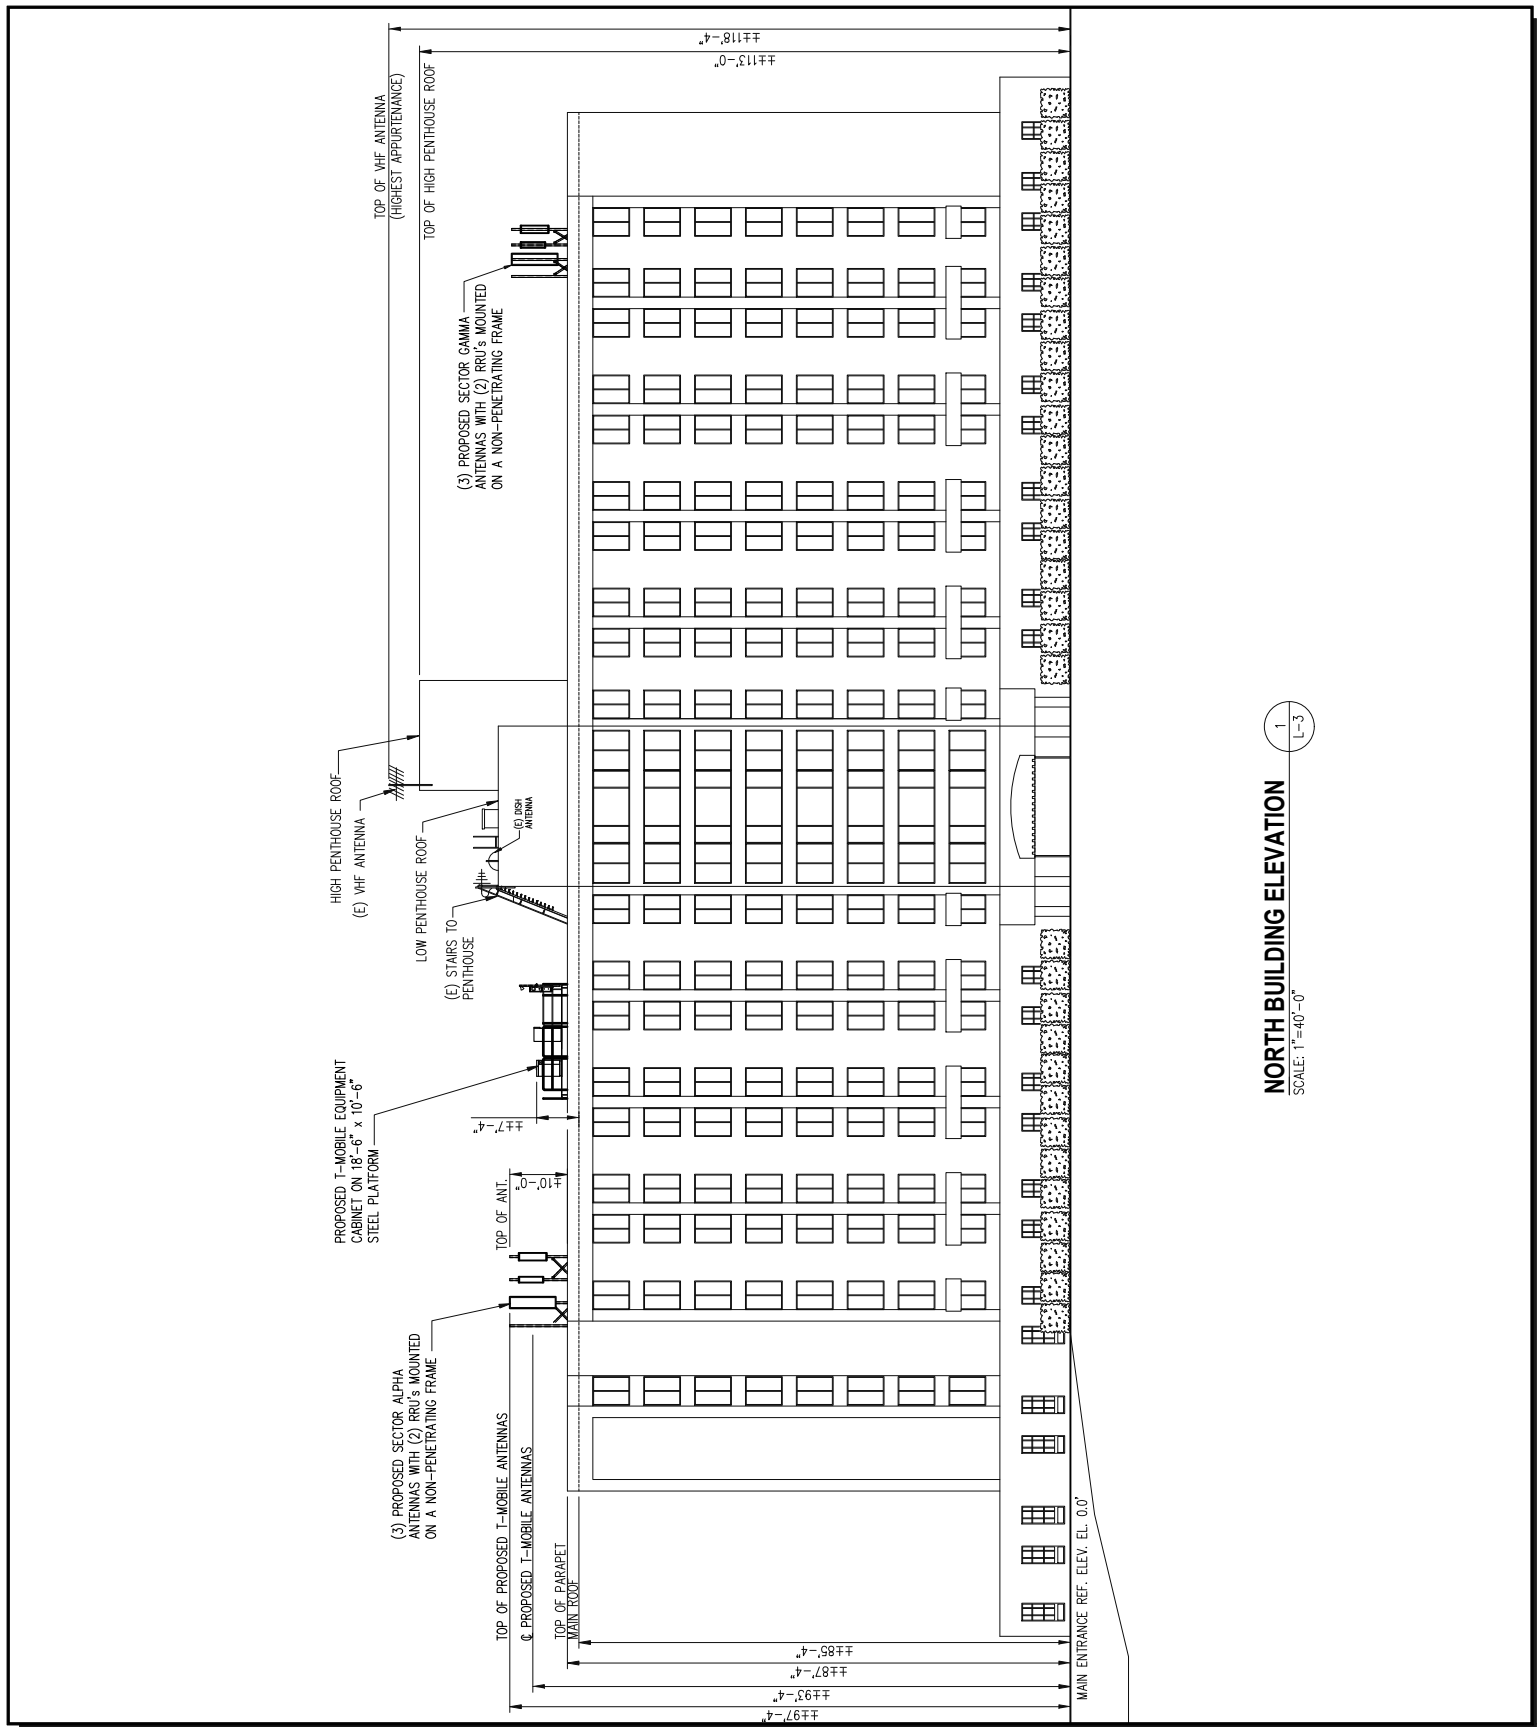 ±±118'-4"
±±113'-0"
TOP OF VHF ANTENNA
(HIGHEST APPURTENANCE)
TOP OF HIGH PENTHOUSE ROOF
(3) PROPOSED SECTOR GAMMA
ANTENNAS WITH (2) RRU's MOUNTED
ON A NON-PENETRATING FRAME
HIGH PENTHOUSE ROOF
(E) VHF ANTENNA
LOW PENTHOUSE ROOF
(E) DISH
ANTENNA
(E) STAIRS TO
PENTHOUSE
PROPOSED T-MOBILE EQUIPMENT
CABINET ON 18'-6" x 10'-6"
STEEL PLATFORM
±±7'-4"
±10'-0"
TOP OF ANT.
(3) PROPOSED SECTOR ALPHA
ANTENNAS WITH (2) RRU's MOUNTED
ON A NON-PENETRATING FRAME
TOP OF PROPOSED T-MOBILE ANTENNAS
℄ PROPOSED T-MOBILE ANTENNAS
TOP OF PARAPET
MAIN ROOF
±±85'-4"
±±87'-4"
±±93'-4"
±±97'-4"
MAIN ENTRANCE REF. ELEV. EL. 0.0'
NORTH BUILDING ELEVATION
SCALE: 1"=40'-0"
1
L-3